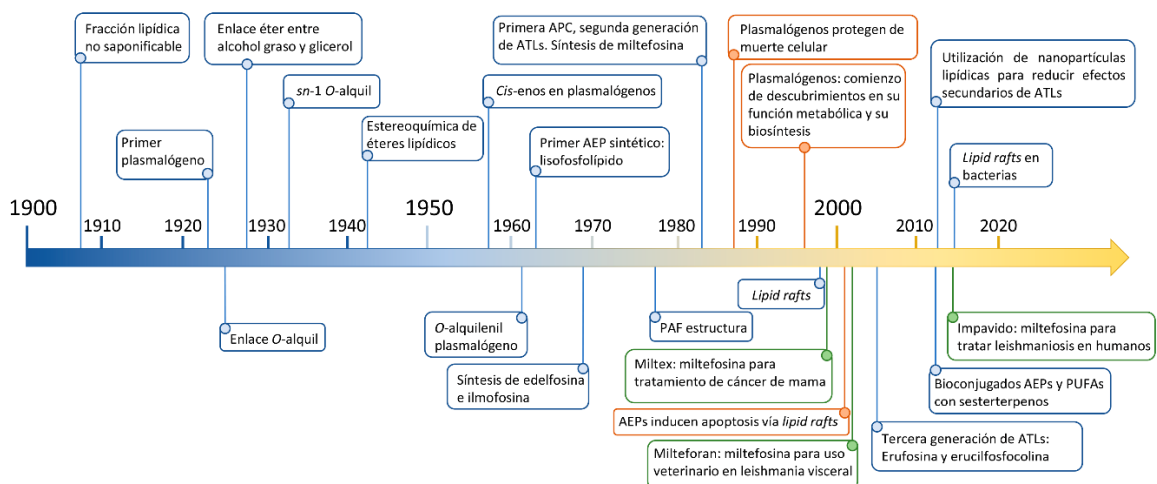 Fracción lipídica
no saponificable
Enlace éter entre
alcohol graso y glicerol
Primera APC, segunda generación
de ATLs. Síntesis de miltefosina
Plasmalógenos protegen de
muerte celular
Utilización de nanopartículas
lipídicas para reducir efectos
secundarios de ATLs
sn-1 O-alquil
Cis-enos en plasmalógenos
Plasmalógenos: comienzo
de descubrimientos en su
función metabólica y su
biosíntesis
Primer
plasmalógeno
Estereoquímica de
éteres lipídicos
Primer AEP sintético:
lisofosfolípido
Lipid rafts en
bacterias
1900
1910
1920
1930
1940
1950
1960
1970
1980
1990
2000
2010
2020
Enlace O-alquil
O-alquilenil
plasmalógeno
PAF estructura
Lipid rafts
Impavido: miltefosina para
tratar leishmaniosis en humanos
Síntesis de edelfosina
e ilmofosina
Miltex: miltefosina para
tratamiento de cáncer de mama
Bioconjugados AEPs y PUFAs
con sesterterpenos
AEPs inducen apoptosis vía lipid rafts
Tercera generación de ATLs:
Erufosina y erucilfosfocolina
Milteforan: miltefosina para uso
veterinario en leishmania visceral